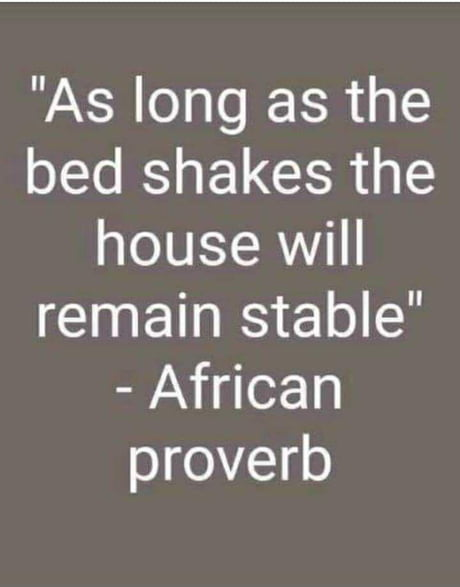 "As long as the
bed shakes the
house will
remain stable"
- African
proverb